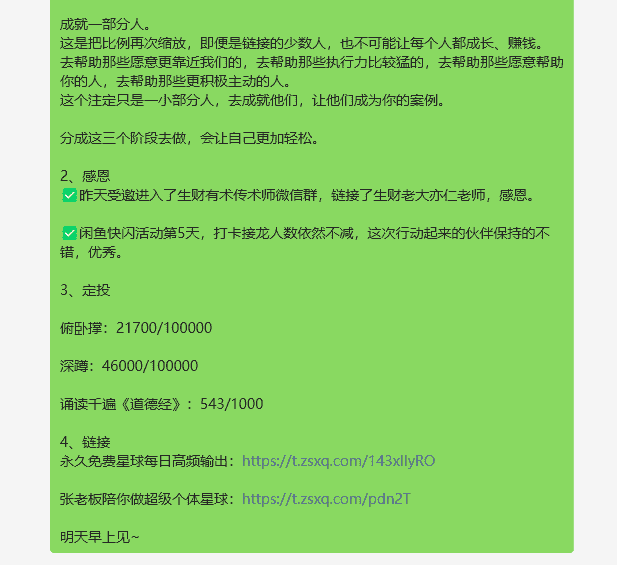 成就一部分人。
这是把比例再次缩放，即便是链接的少数人，也不可能让每个人都成长、赚钱。
去帮助那些愿意更靠近我们的，去帮助那些执行力比较猛的，去帮助那些愿意帮助
你的人，去帮助那些更积极主动的人。
这个注定只是一小部分人，去成就他们，让他们成为你的案例。
分成这三个阶段去做，会让自己更加轻松。
2、感恩
✅昨天受邀进入了生财有术传术师微信群，链接了生财老大亦仁老师，感恩。
✅闲鱼快闪活动第5天，打卡接龙人数依然不减，这次行动起来的伙伴保持的不
错，优秀。
3、定投
俯卧撑：21700/100000
深蹲：46000/100000
诵读千遍《道德经》：543/1000
4、链接
永久免费星球每日高频输出：https://t.zsxq.com/143xllyRO
张老板陪你做超级个体星球：https://t.zsxq.com/pdn2T
明天早上见~